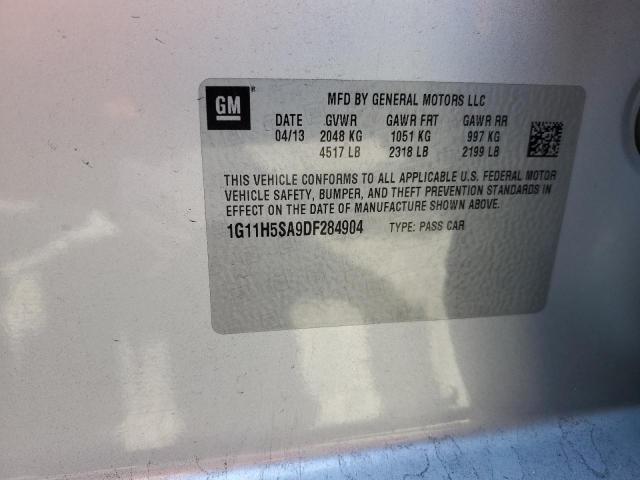 GM ® MFD BY GENERAL MOTORS LLC
DATE GVWR GAWR FRT GAWR RR
04/13 2048 KG 1051 KG 997 KG
4517 LB 2318 LB 2199 LB
THIS VEHICLE CONFORMS TO ALL APPLICABLE U.S. FEDERAL MOTOR
VEHICLE SAFETY, BUMPER, AND THEFT PREVENTION STANDARDS IN
EFFECT ON THE DATE OF MANUFACTURE SHOWN ABOVE.
1G11H5SA9DF284904 TYPE: PASS CAR